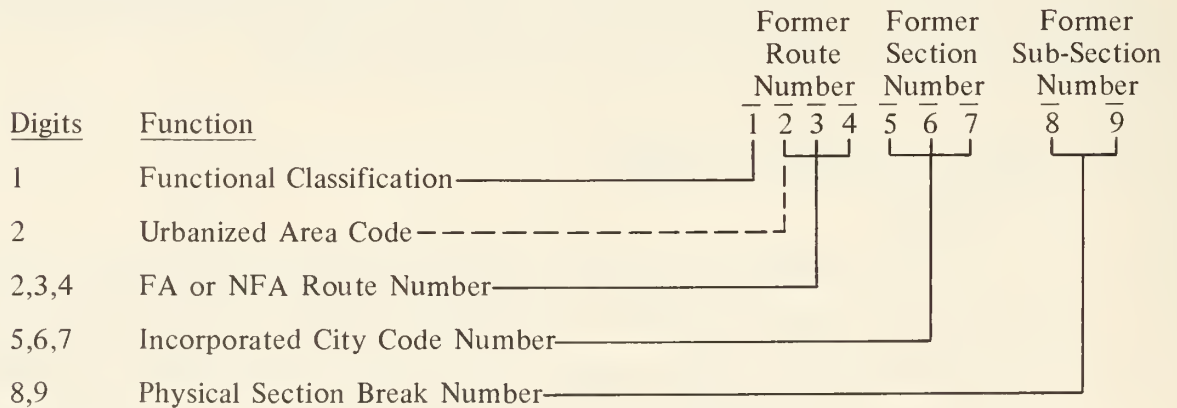 Former Former Former
Route Section Sub-Section
Number Number Number
Digits Function 1 2 3 4 5 6 7 8 9
1 Functional Classification
2 Urbanized Area Code
2,3,4 FA or NFA Route Number
5,6,7 Incorporated City Code Number
8,9 Physical Section Break Number